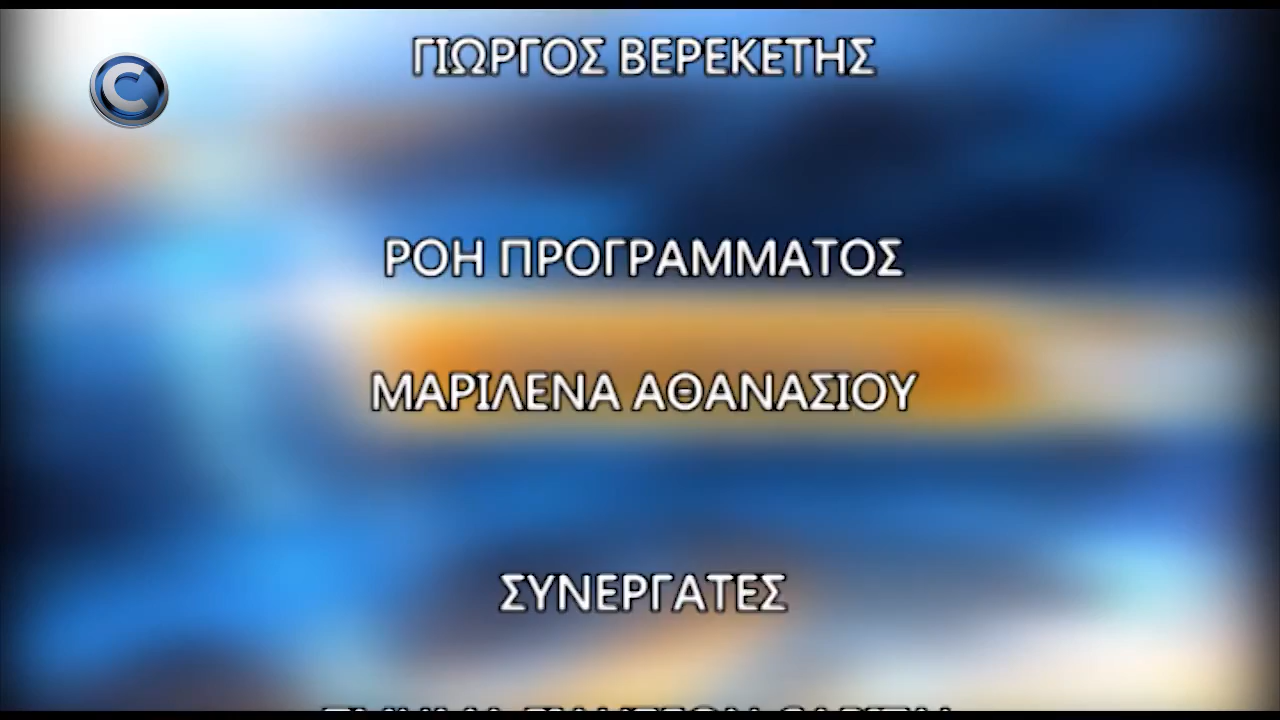 ΓΙΩΡΓΟΣ ΒΕΡΕΚΕΤΗΣ
ΡΟΗ ΠΡΟΓΡΑΜΜΑΤΟΣ
ΜΑΡΙΛΕΝΑ ΑΘΑΝΑΣΙΟΥ
ΣΥΝΕΡΓΑΤΕΣ